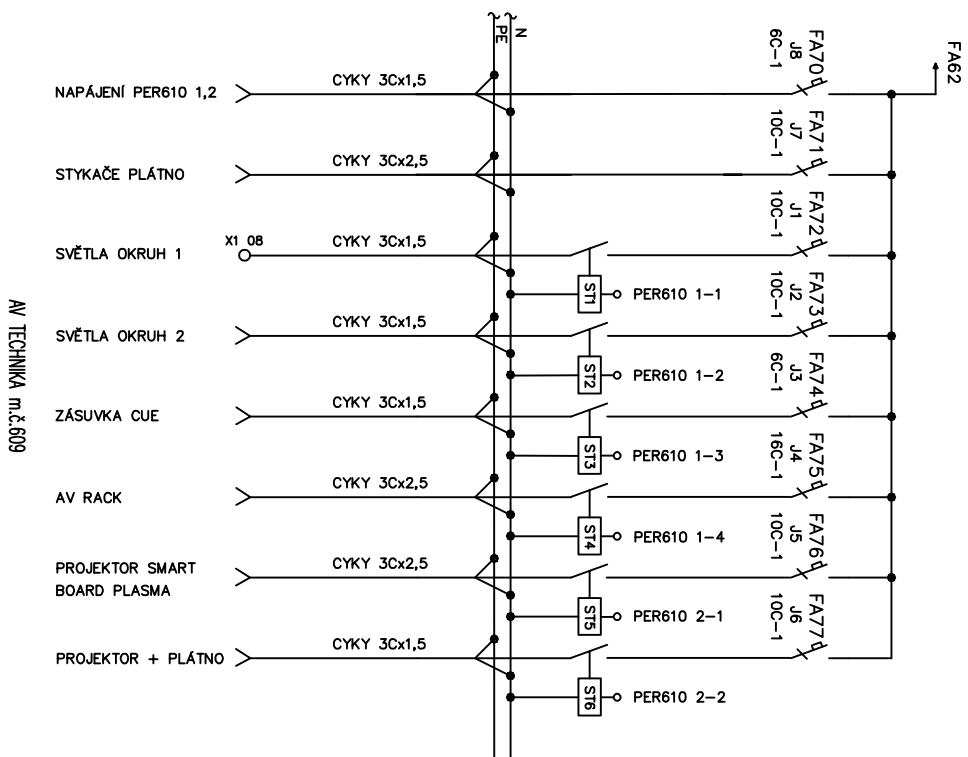 FA62
N
PE
FA70
J8
6C-1
NAPÁJENÍ PER610 1,2
CYKY 3Cx1,5
FA71
J7
10C-1
STYKAČE PLÁTNO
CYKY 3Cx2,5
FA72
J1
10C-1
SVĚTLA OKRUH 1
X1 08
CYKY 3Cx1,5
ST1
PER610 1-1
FA73
J2
10C-1
SVĚTLA OKRUH 2
CYKY 3Cx1,5
ST2
PER610 1-2
FA74
J3
6C-1
ZÁSUVKA CUE
CYKY 3Cx1,5
ST3
PER610 1-3
FA75
J4
16C-1
AV RACK
CYKY 3Cx2,5
ST4
PER610 1-4
FA76
J5
10C-1
PROJEKTOR SMART
BOARD PLASMA
CYKY 3Cx2,5
ST5
PER610 2-1
FA77
J6
10C-1
PROJEKTOR + PLÁTNO
CYKY 3Cx1,5
ST6
PER610 2-2
AV TECHNIKA m.č.609